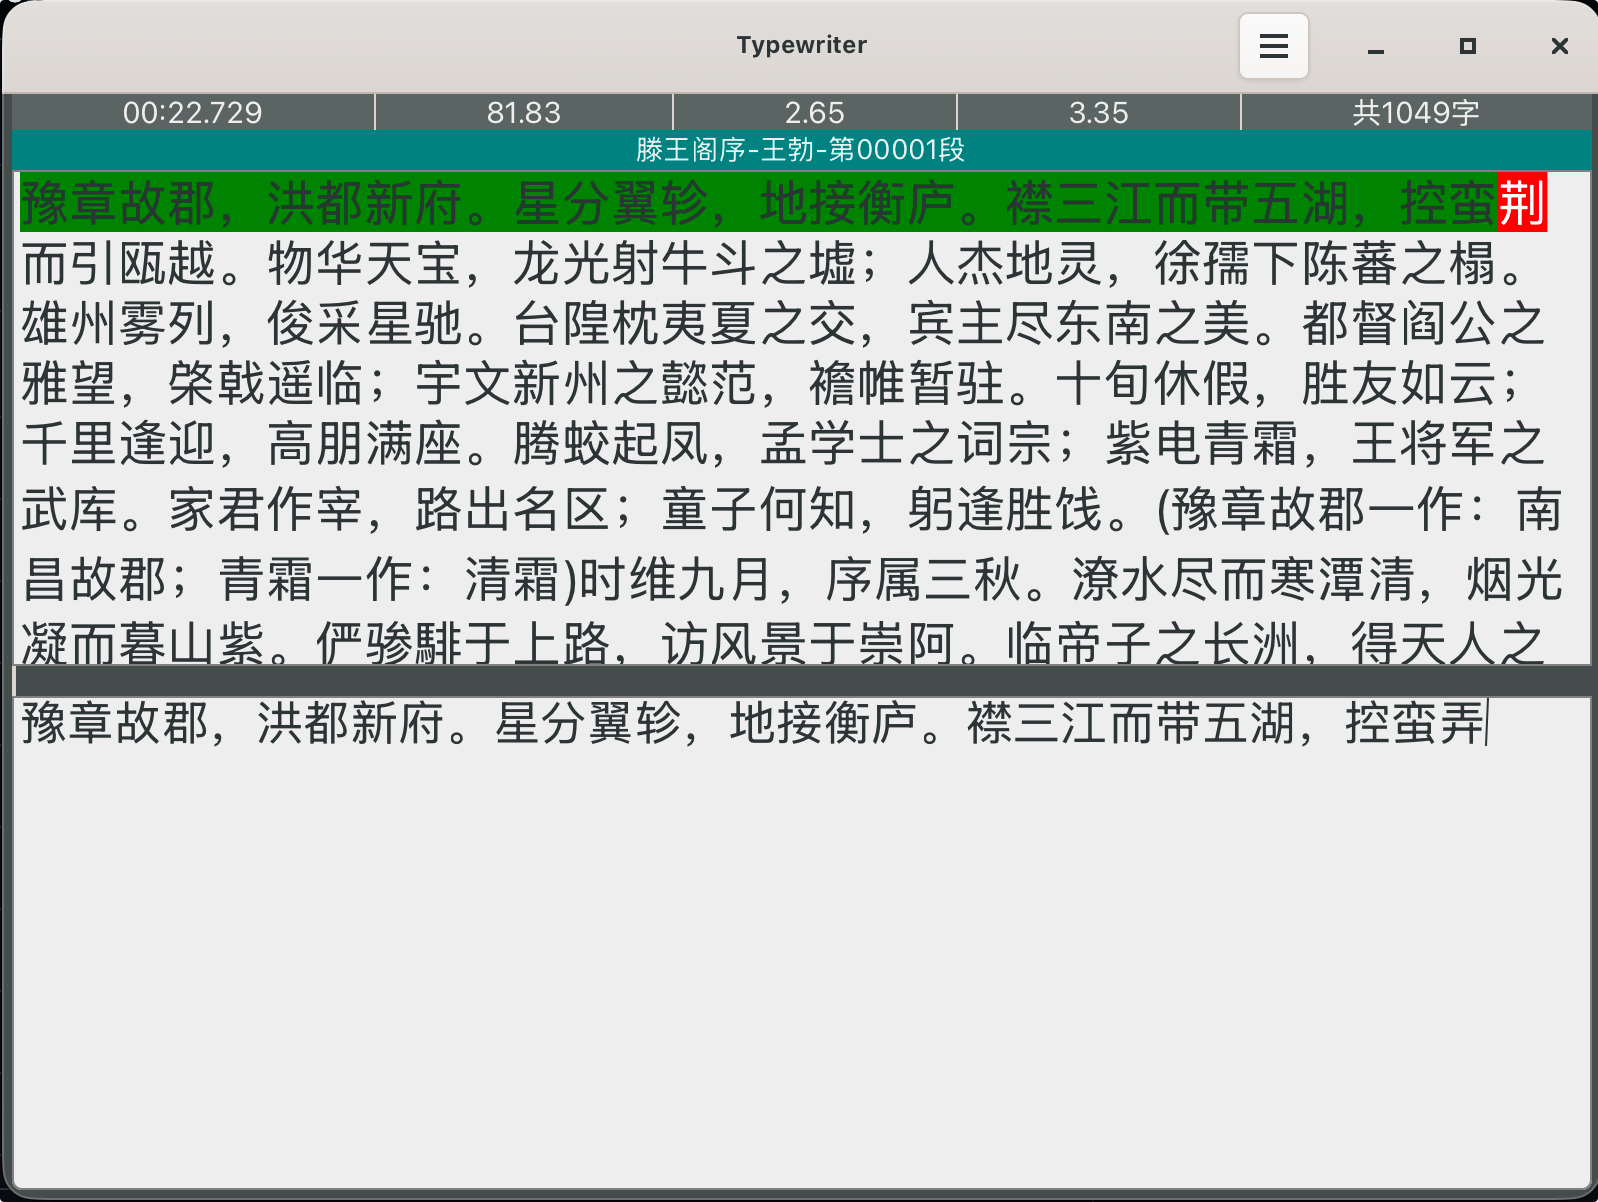 Typewriter
00:22.729 81.83 2.65 3.35 共1049字
滕王阁序-王勃-第00001段
豫章故郡，洪都新府。星分翼轸，地接衡庐。襟三江而带五湖，控蛮荆
而引瓯越。物华天宝，龙光射牛斗之墟；人杰地灵，徐孺下陈蕃之榻。
雄州雾列，俊采星驰。台隍枕夷夏之交，宾主尽东南之美。都督阎公之
雅望，棨戟遥临；宇文新州之懿范，襜帷暂驻。十旬休假，胜友如云；
千里逢迎，高朋满座。腾蛟起凤，孟学士之词宗；紫电青霜，王将军之
武库。家君作宰，路出名区；童子何知，躬逢胜饯。(豫章故郡一作：南
昌故郡；青霜一作：清霜)时维九月，序属三秋。潦水尽而寒潭清，烟光
凝而暮山紫。俨骖騑于上路，访风景于崇阿。临帝子之长洲，得天人之
豫章故郡，洪都新府。星分翼轸，地接衡庐。襟三江而带五湖，控蛮弄